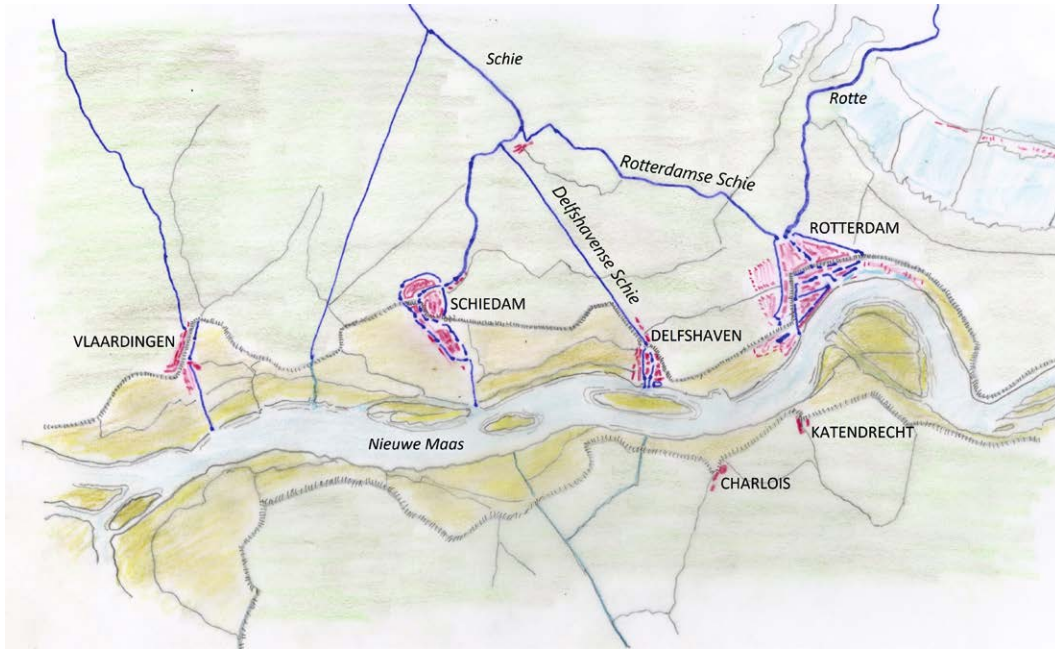 Schie
Rotte
Rotterdamse Schie
Delfshavense Schie
ROTTERDAM
SCHIEDAM
VLAARDINGEN
DELFSHAVEN
KATENDRECHT
Nieuwe Maas
CHARLOIS